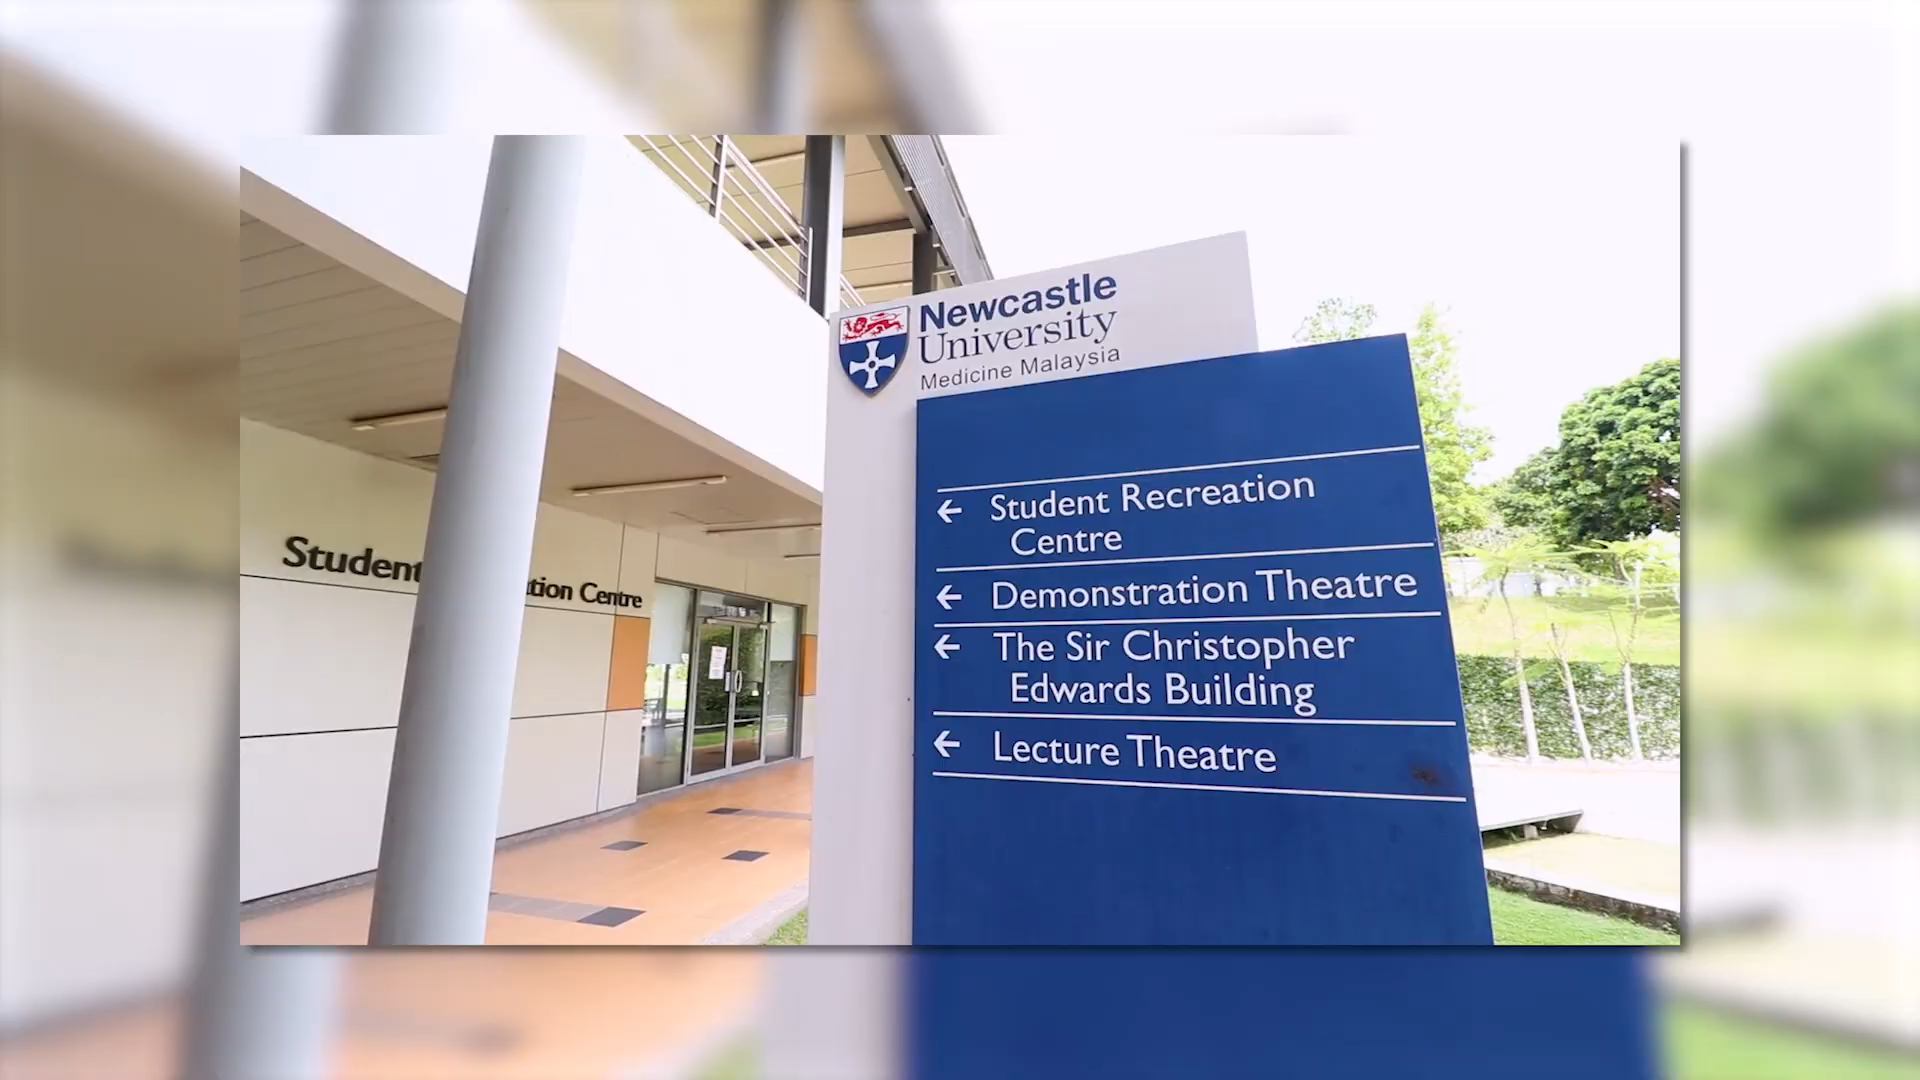 Newcastle
University
Medicine Malaysia
← Student Recreation
Centre
← Demonstration Theatre
← The Sir Christopher
Edwards Building
← Lecture Theatre
Student
tion Centre